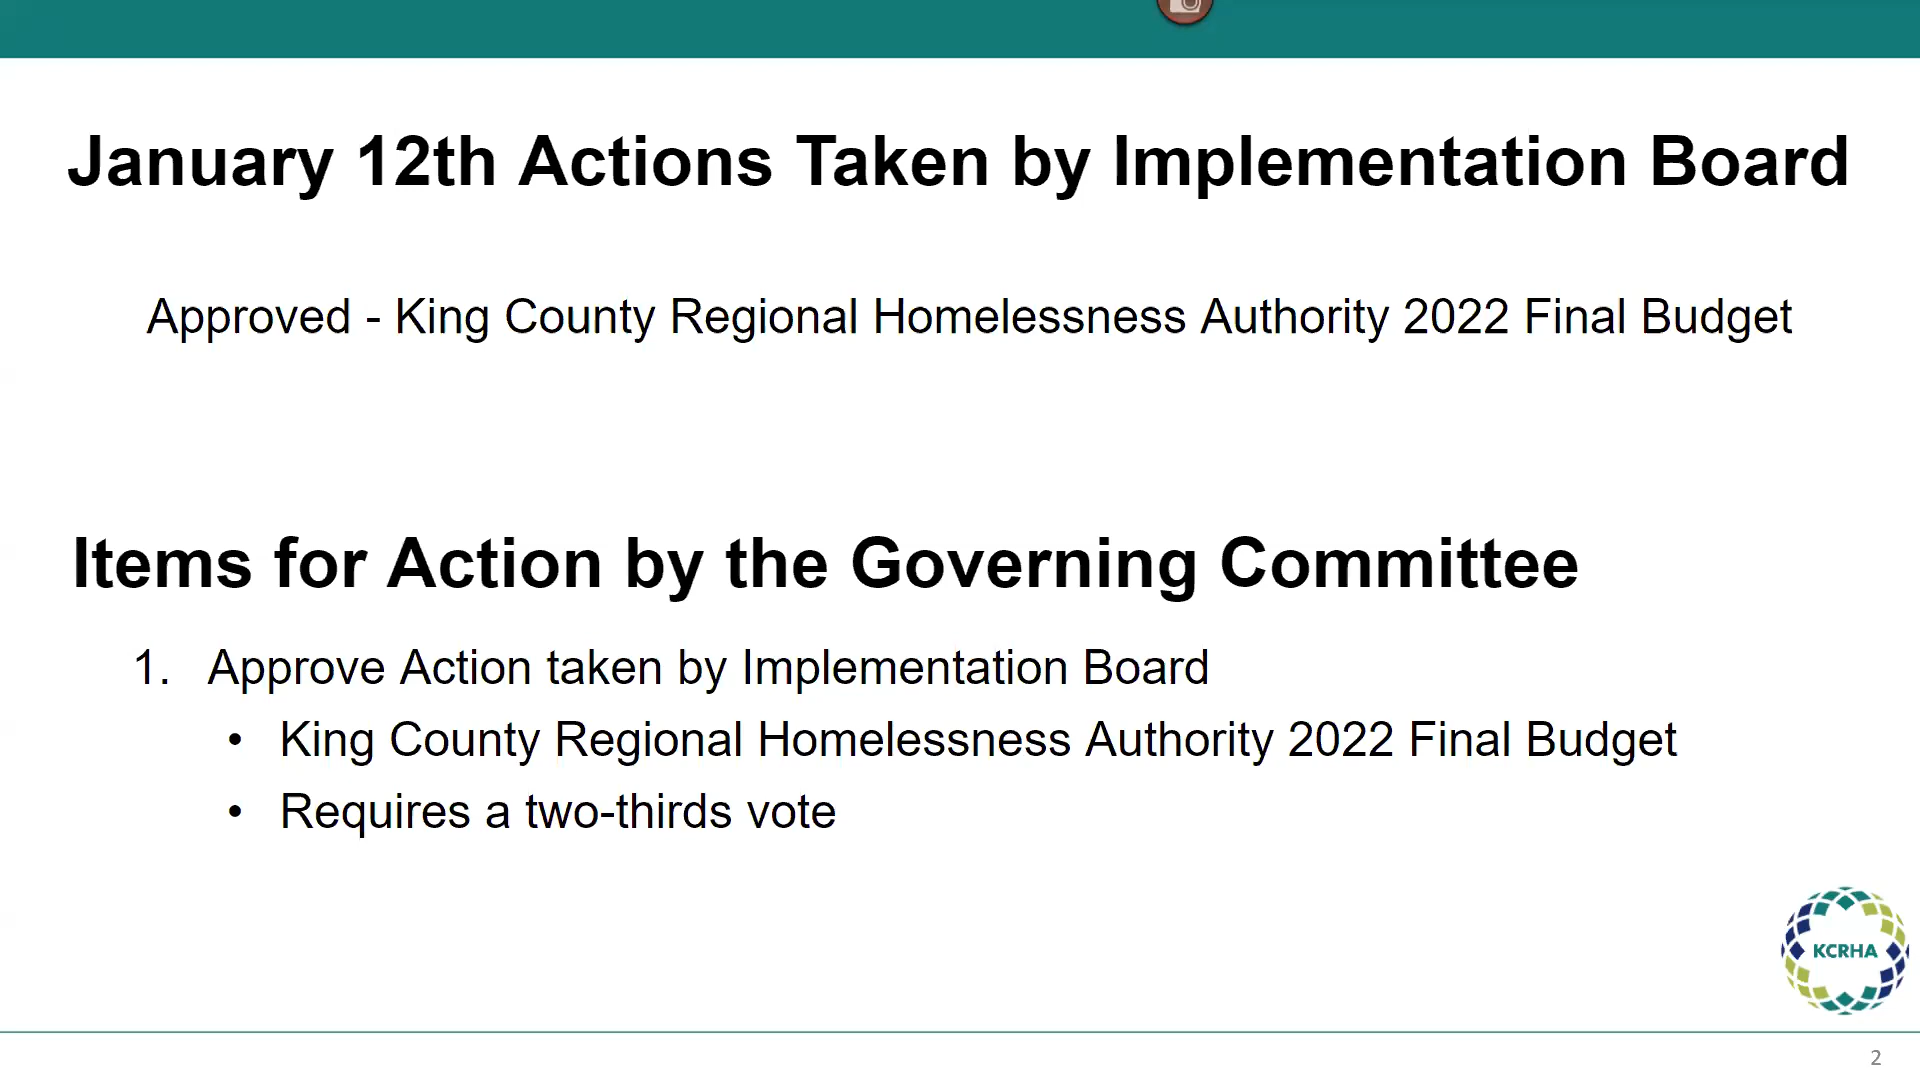 January 12th Actions Taken by Implementation Board
Approved - King County Regional Homelessness Authority 2022 Final Budget
Items for Action by the Governing Committee
1. Approve Action taken by Implementation Board
• King County Regional Homelessness Authority 2022 Final Budget
• Requires a two-thirds vote
KCRHA
2